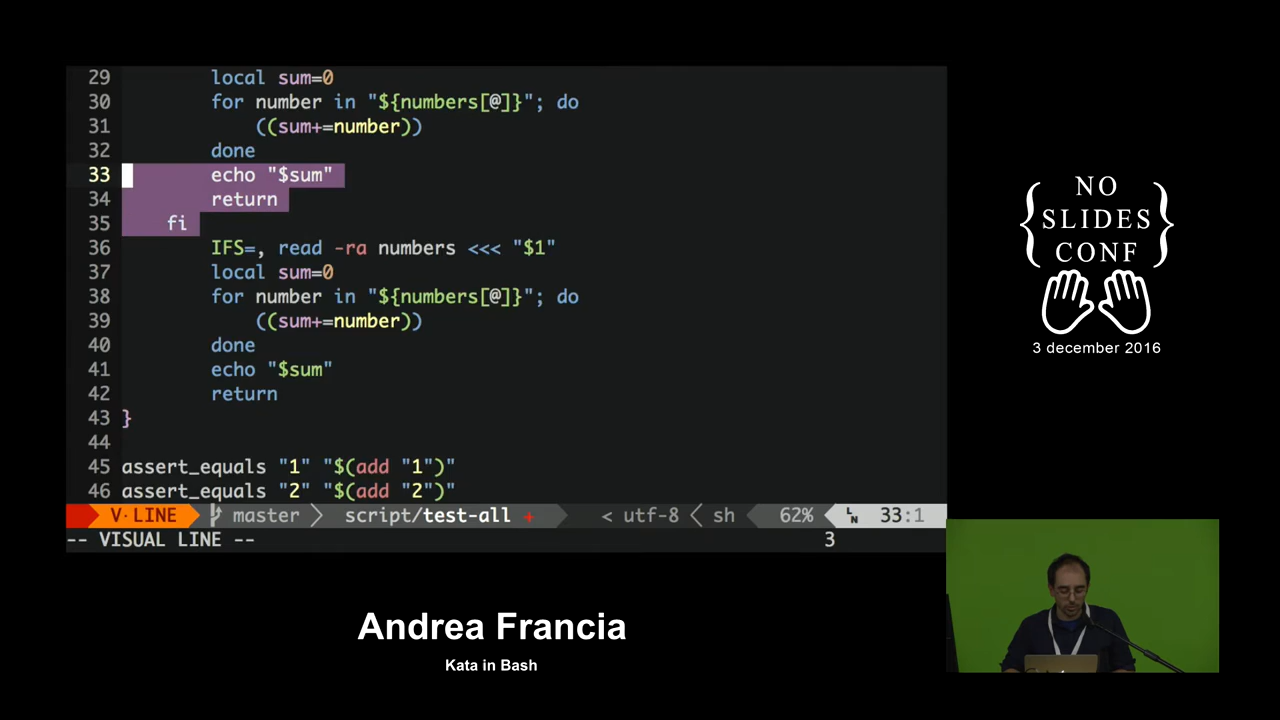 29 local sum=0
30 for number in "${numbers[@]}"; do
31 ((sum+=number))
32 done
33 echo "$sum"
34 return
35 fi
36 IFS=, read -ra numbers <<< "$1"
37 local sum=0
38 for number in "${numbers[@]}"; do
39 ((sum+=number))
40 done
41 echo "$sum"
42 return
43 }
44
45 assert_equals "1" "$(add "1")"
46 assert_equals "2" "$(add "2")"
V·LINE master script/test-all + < utf-8 sh 62% LN 33:1
-- VISUAL LINE -- 3
NO
SLIDES
CONF
3 december 2016
Andrea Francia
Kata in Bash